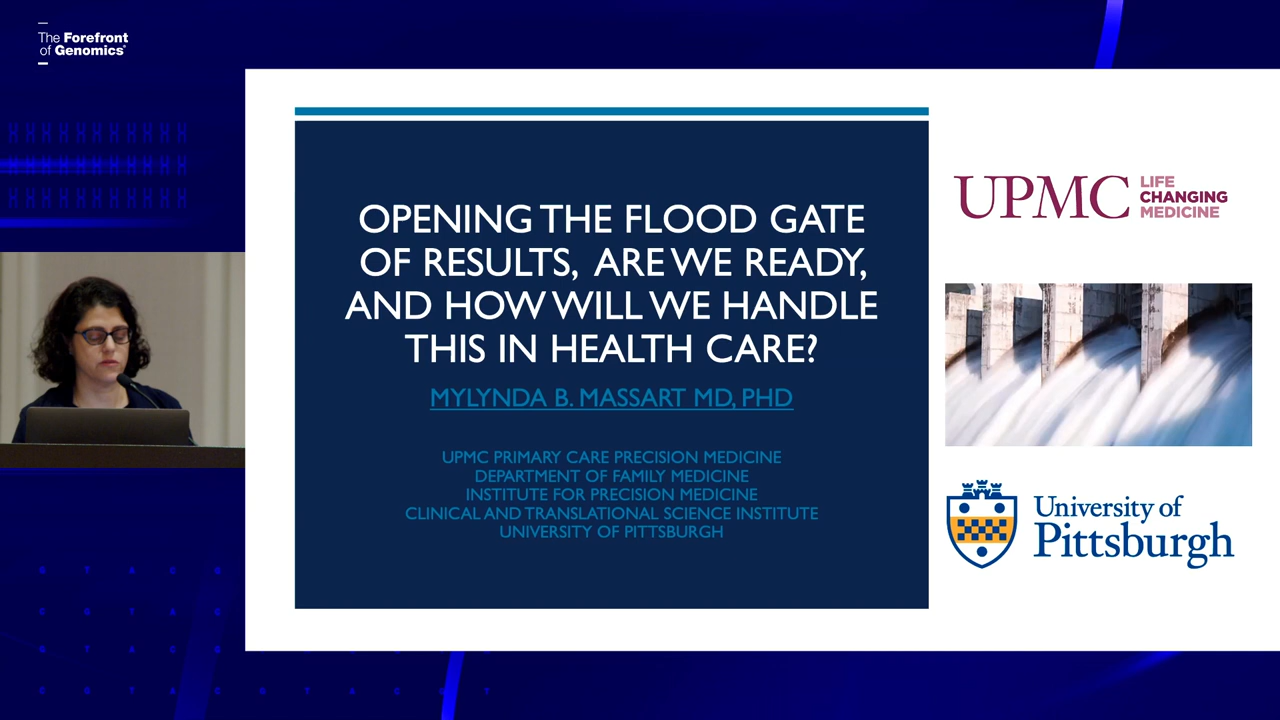 The Forefront
of Genomics®
OPENING THE FLOOD GATE
OF RESULTS, ARE WE READY,
AND HOW WILL WE HANDLE
THIS IN HEALTH CARE?
MYLYNDA B. MASSART MD, PHD
UPMC PRIMARY CARE PRECISION MEDICINE
DEPARTMENT OF FAMILY MEDICINE
INSTITUTE FOR PRECISION MEDICINE
CLINICAL AND TRANSLATIONAL SCIENCE INSTITUTE
UNIVERSITY OF PITTSBURGH
UPMC
LIFE
CHANGING
MEDICINE
University of
Pittsburgh